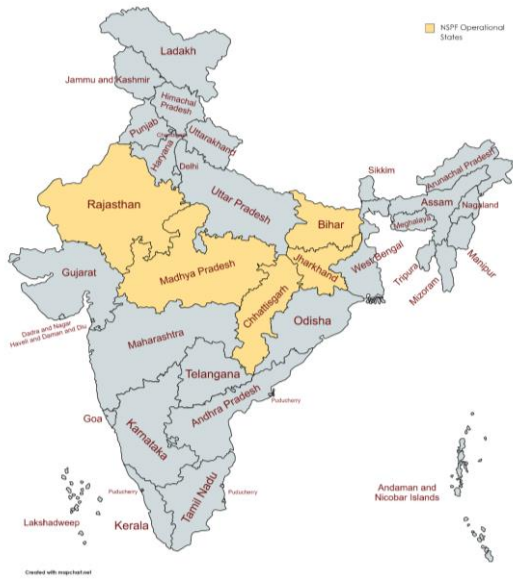 NSPF Operational
States
Ladakh
Jammu and Kashmir
Himachal
Pradesh
Punjab
Chandigarh
Uttarakhand
Haryana
Delhi
Arunachal Pradesh
Sikkim
Rajasthan
Uttar Pradesh
Assam
Nagaland
Meghalaya
Bihar
Manipur
West Bengal
Jharkhand
Tripura
Mizoram
Gujarat
Madhya Pradesh
Chhattisgarh
Odisha
Dadra and Nagar
Haveli and Daman and Diu
Maharashtra
Telangana
Andhra Pradesh
Puducherry
Goa
Karnataka
Andaman and
Nicobar Islands
Puducherry
Puducherry
Tamil Nadu
Lakshadweep
Kerala
Created with mapchart.net